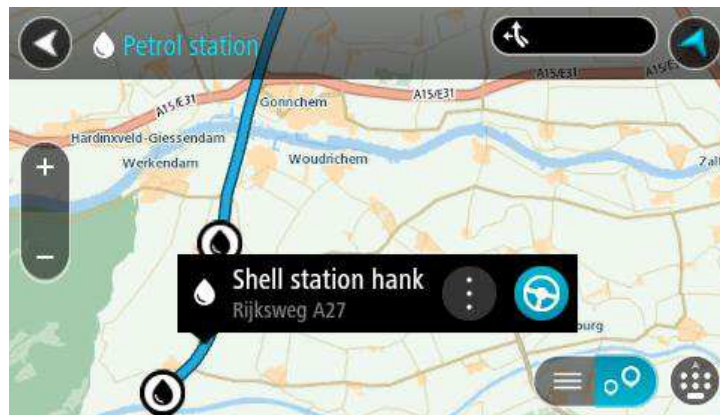 Petrol station
A15/E31
A15/E31
A15/E31
Gorinchem
A15/E31
Hardinxveld-Giessendam
Werkendam
Woudrichem
Zal
Shell station hank
Rijksweg A27
burg